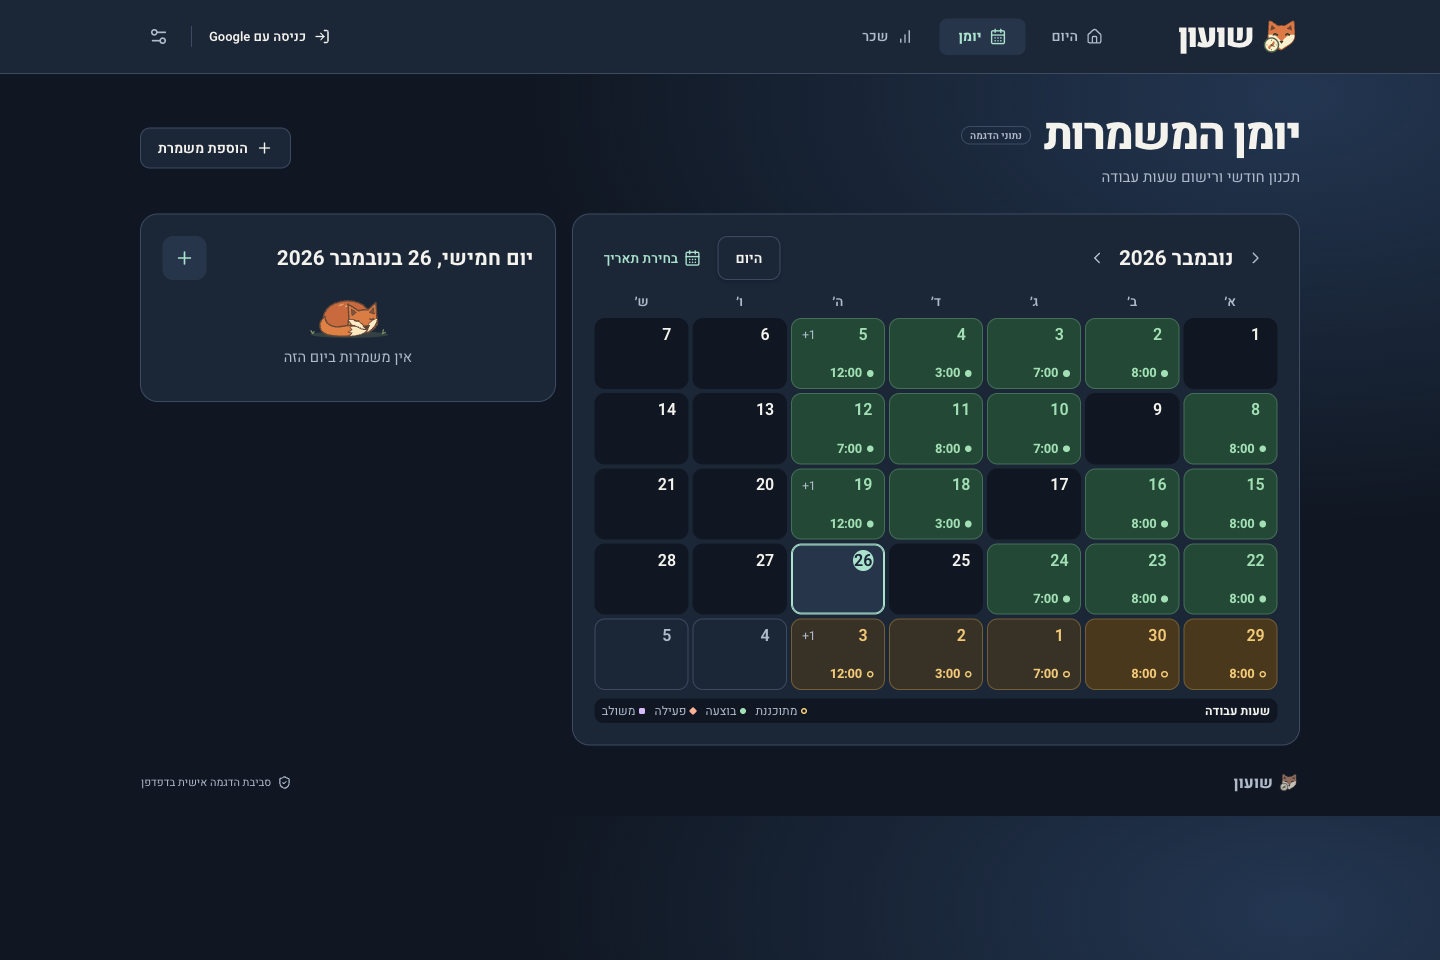 שועון
היום
יומן
שכר
כניסה עם Google
יומן המשמרות
נתוני הדגמה
תכנון חודשי ורישום שעות עבודה
הוספת משמרת
נובמבר 2026
היום
בחירת תאריך
א׳ ב׳ ג׳ ד׳ ה׳ ו׳ ש׳
1 2 3 4 5 +1 6 7
8:00 7:00 3:00 12:00
8 9 10 11 12 13 14
8:00 7:00 8:00 7:00
15 16 17 18 19 +1 20 21
8:00 8:00 3:00 12:00
22 23 24 25 26 27 28
8:00 8:00 7:00
29 30 1 2 3 +1 4 5
8:00 8:00 7:00 3:00 12:00
שעות עבודה
מתוכננת
בוצעה
פעילה
משולב
יום חמישי, 26 בנובמבר 2026
אין משמרות ביום הזה
שועון
סביבת הדגמה אישית בדפדפן